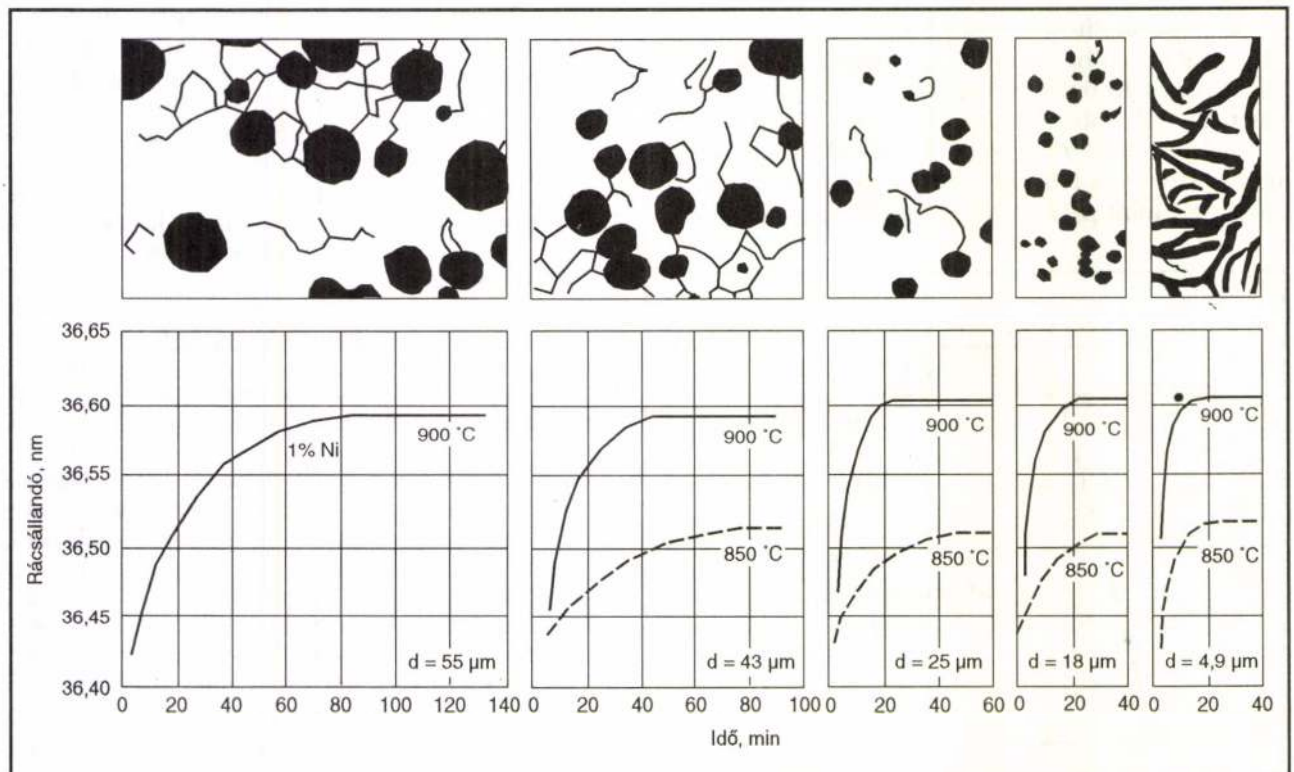 36,65
36,60
36,55
36,50
36,45
36,40
Rácsállandó, nm
1% Ni
900 ˚C
d = 55 µm
0 20 40 60 80 100 120 140
900 ˚C
850 ˚C
d = 43 µm
0 20 40 60 80 100
900 ˚C
850 ˚C
d = 25 µm
0 20 40 60
900 ˚C
850 ˚C
d = 18 µm
0 20 40
900 ˚C
850 ˚C
d = 4,9 µm
0 20 40
Idő, min